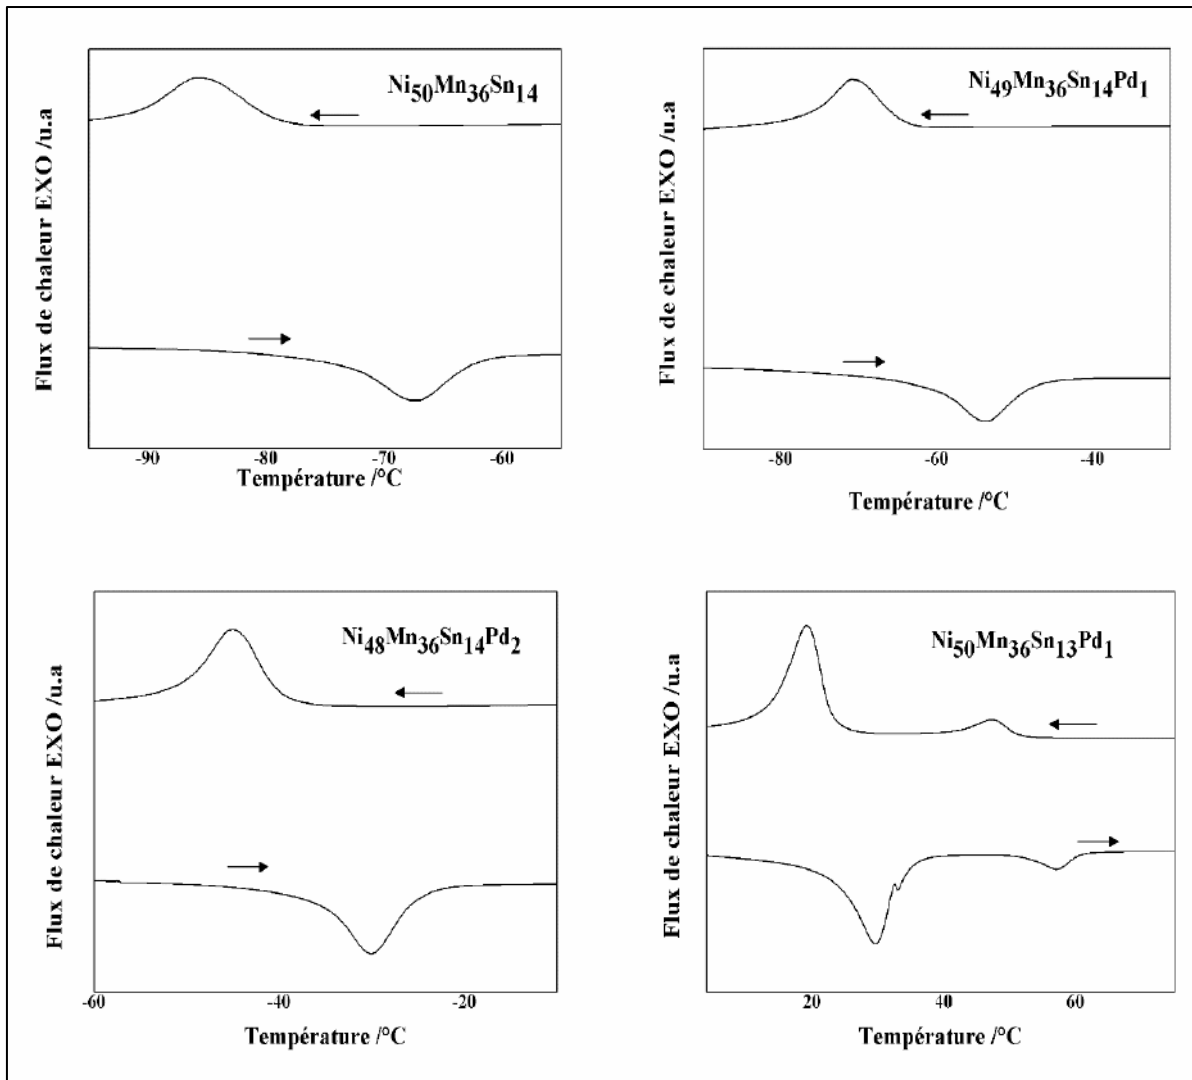 Ni50Mn36Sn14
Flux de chaleur EXO /u.a
-90 -80 -70 -60
Température /°C
Ni49Mn36Sn14Pd1
Flux de chaleur EXO /u.a
-80 -60 -40
Température /°C
Ni48Mn36Sn14Pd2
Flux de chaleur EXO /u.a
-60 -40 -20
Température /°C
Ni50Mn36Sn13Pd1
Flux de chaleur EXO /u.a
20 40 60
Température /°C